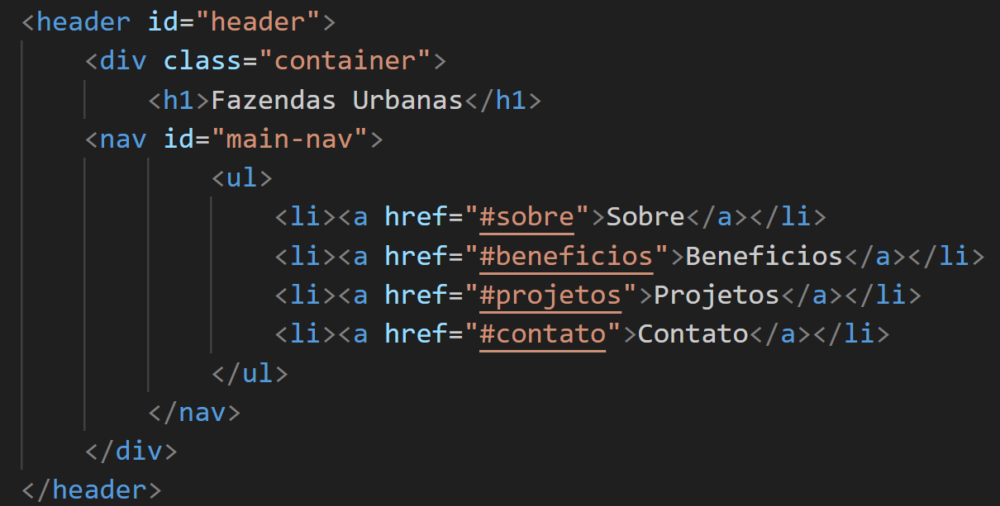 <header id="header">
    <div class="container">
        <h1>Fazendas Urbanas</h1>
    <nav id="main-nav">
            <ul>
                <li><a href="#sobre">Sobre</a></li>
                <li><a href="#beneficios">Beneficios</a></li>
                <li><a href="#projetos">Projetos</a></li>
                <li><a href="#contato">Contato</a></li>
            </ul>
        </nav>
    </div>
</header>